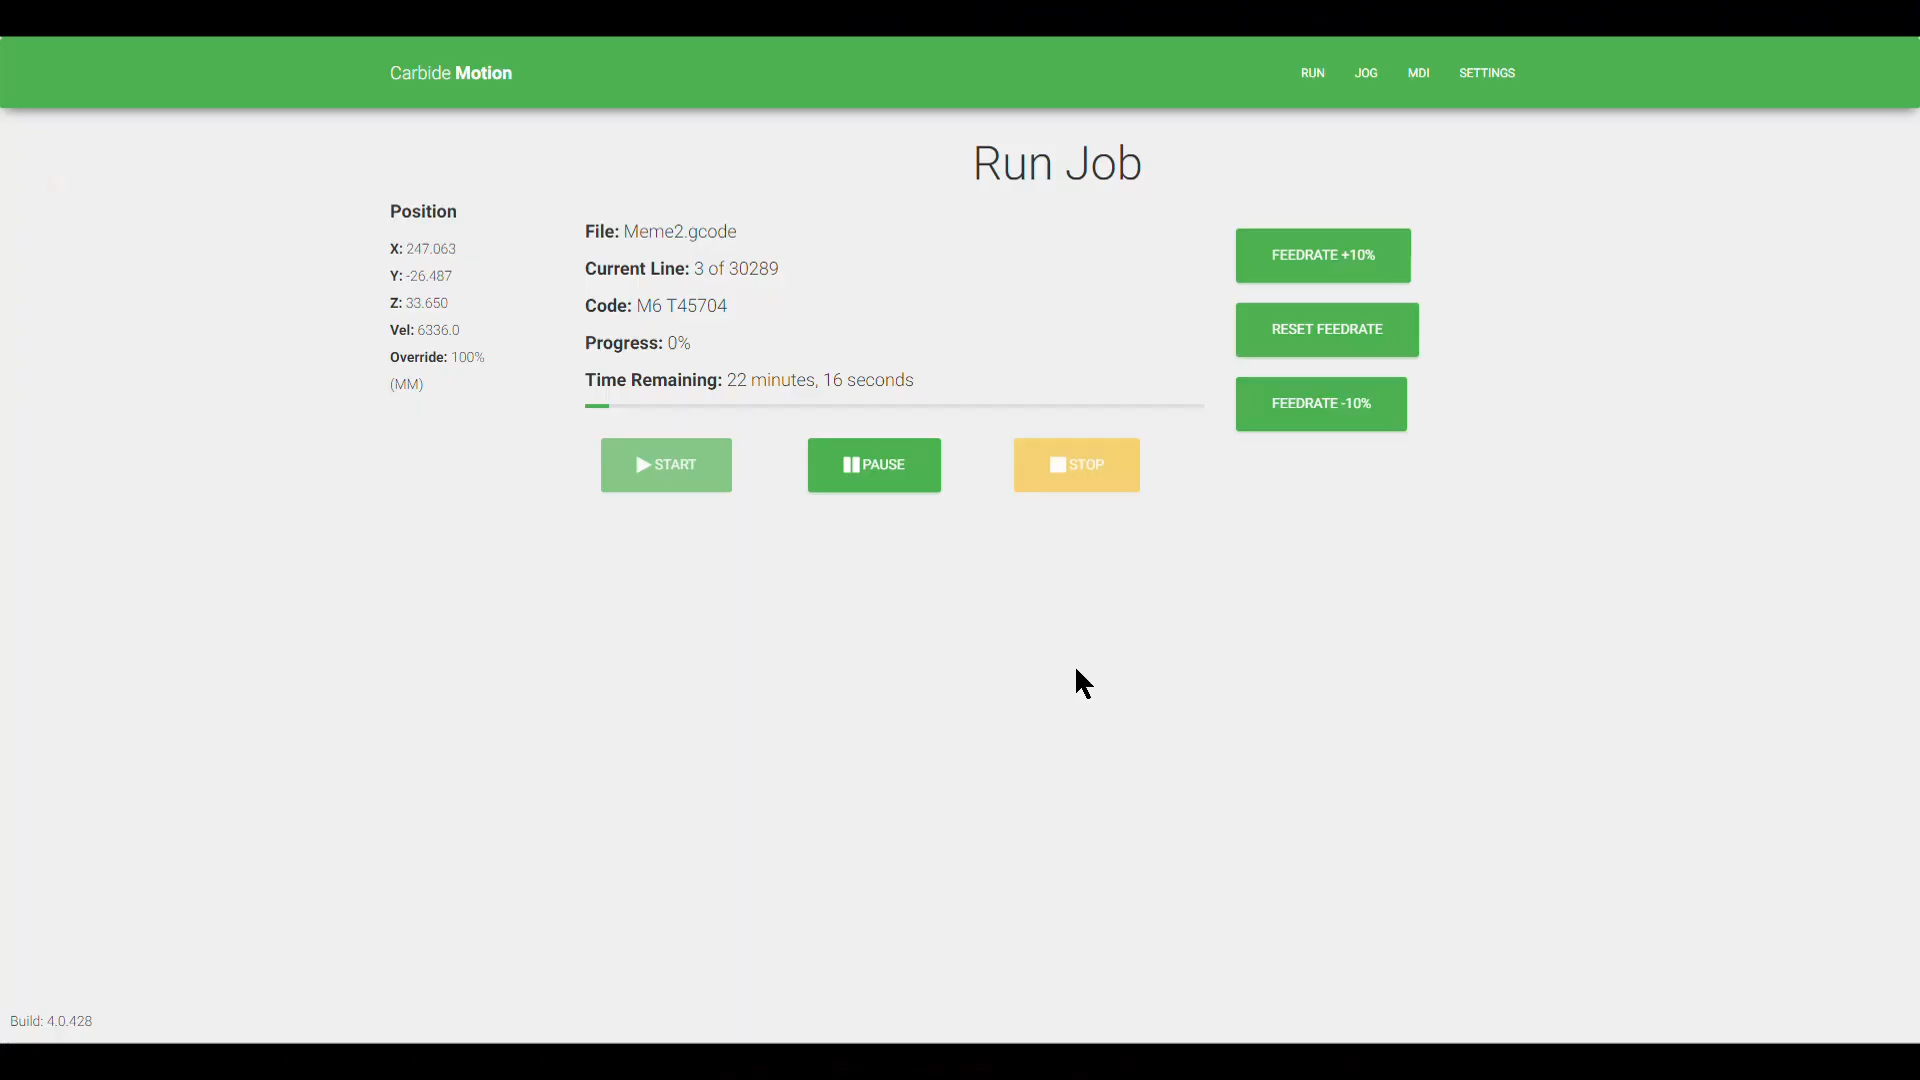 Carbide Motion
RUN JOG MDI SETTINGS
Run Job
Position
X: 247.063
Y: -26.487
Z: 33.650
Vel: 6336.0
Override: 100%
(MM)
File: Meme2.gcode
Current Line: 3 of 30289
Code: M6 T45704
Progress: 0%
Time Remaining: 22 minutes, 16 seconds
START PAUSE STOP
FEEDRATE +10%
RESET FEEDRATE
FEEDRATE -10%
Build: 4.0.428